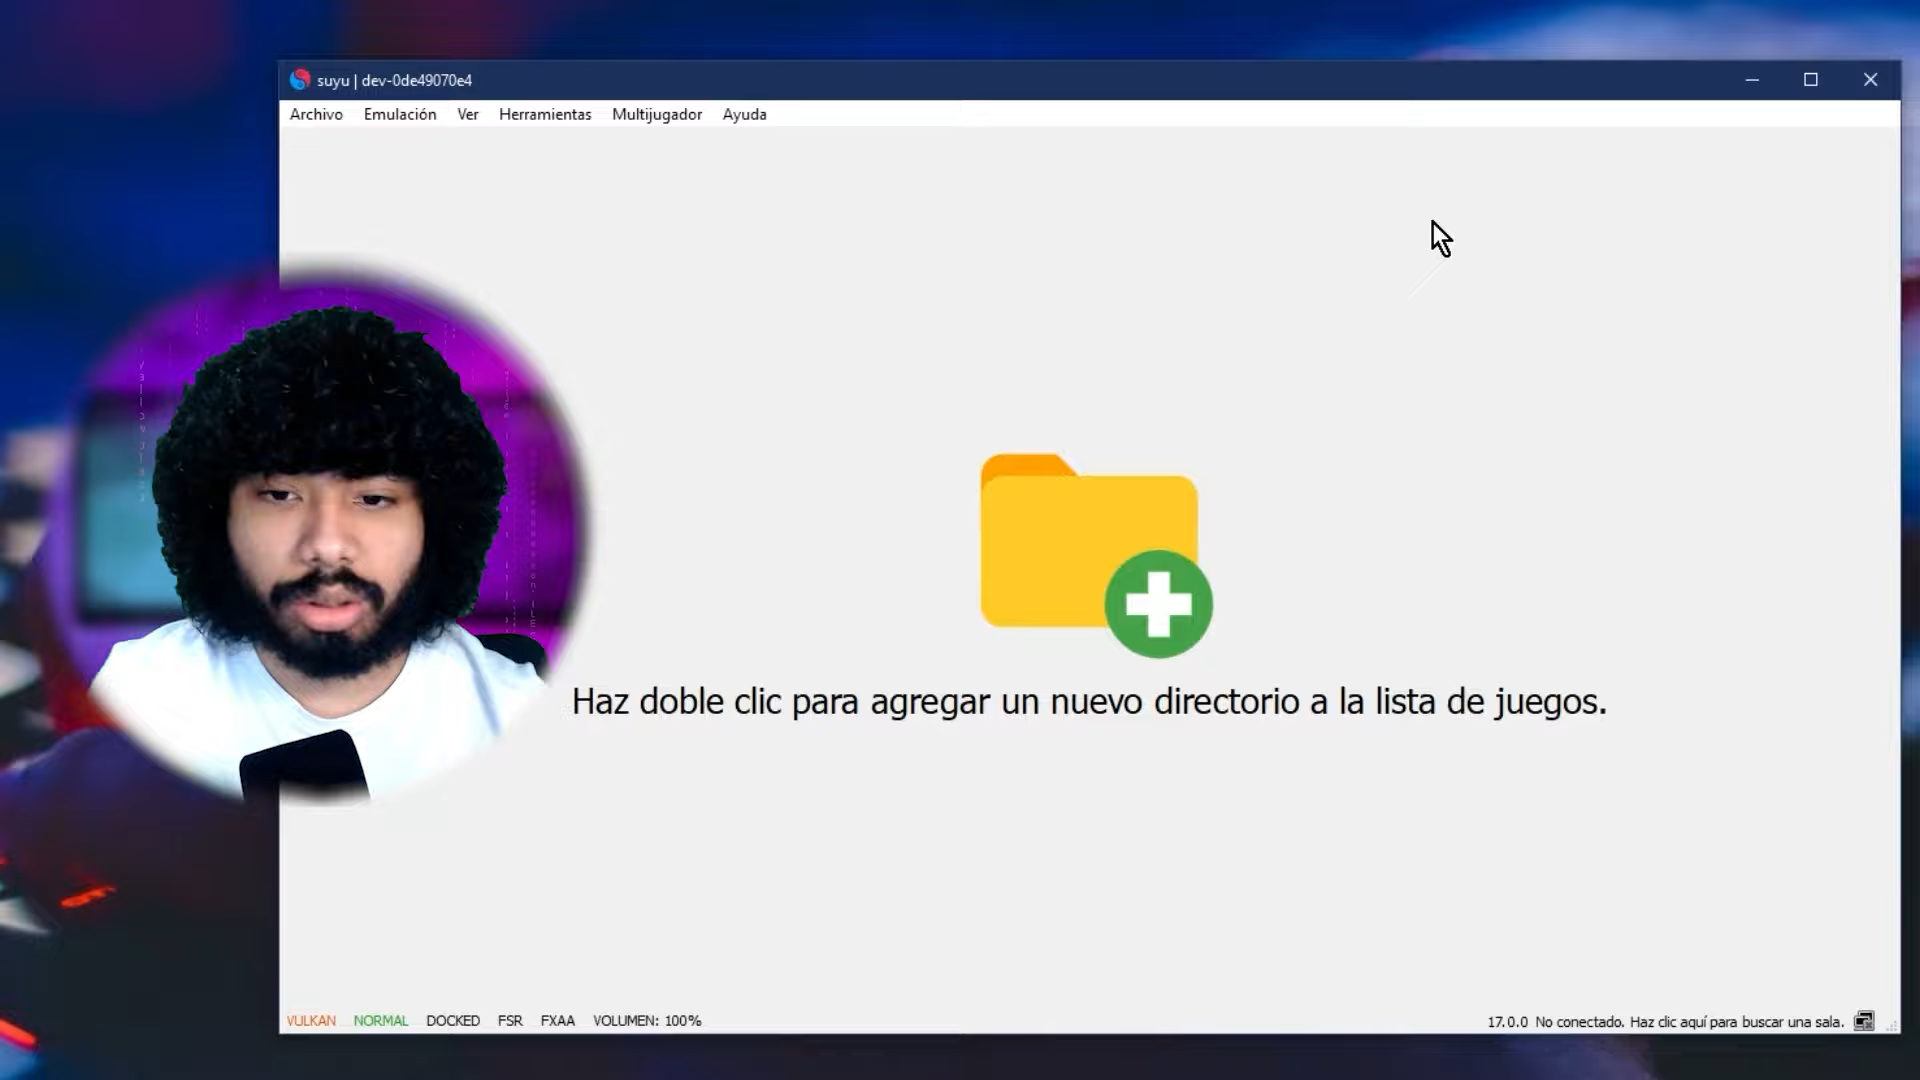 suyu | dev-0de49070e4
Archivo Emulación Ver Herramientas Multijugador Ayuda
Haz doble clic para agregar un nuevo directorio a la lista de juegos.
VULKAN NORMAL DOCKED FSR FXAA VOLUMEN: 100% 17.0.0 No conectado. Haz clic aquí para buscar una sala.